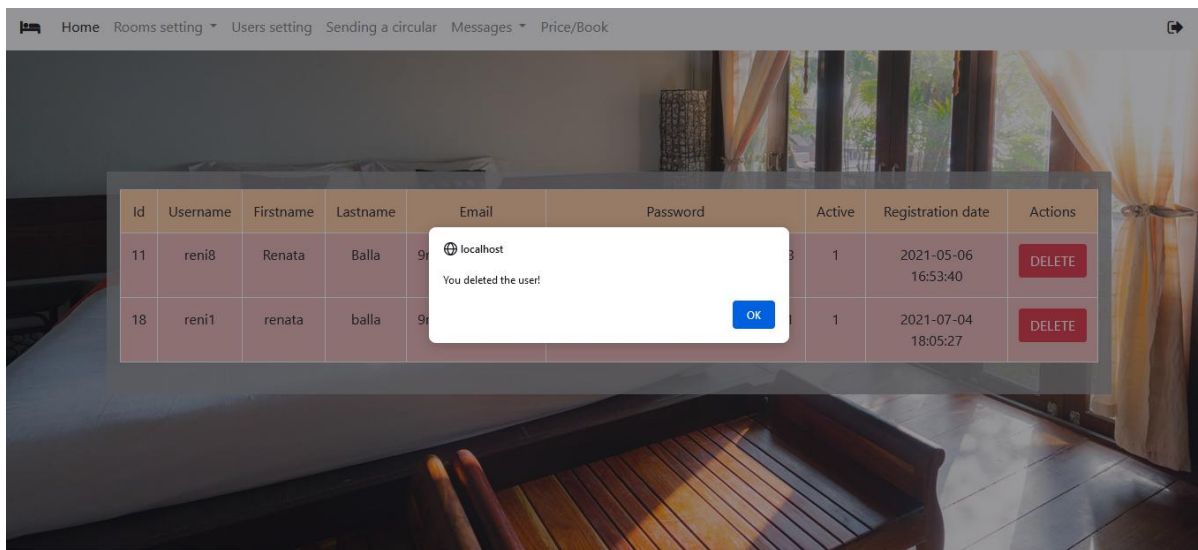 Home Rooms setting Users setting Sending a circular Messages Price/Book
Id Username Firstname Lastname Email Password Active Registration date Actions
localhost
You deleted the user!
OK
11 reni8 Renata Balla 1 2021-05-06 DELETE
16:53:40
18 reni1 renata balla 1 2021-07-04 DELETE
18:05:27